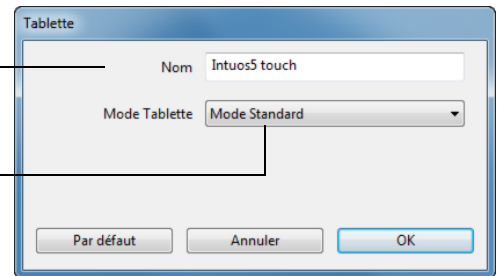 Tablette
Nom Intuos5 touch
Mode Tablette Mode Standard
Par défaut Annuler OK